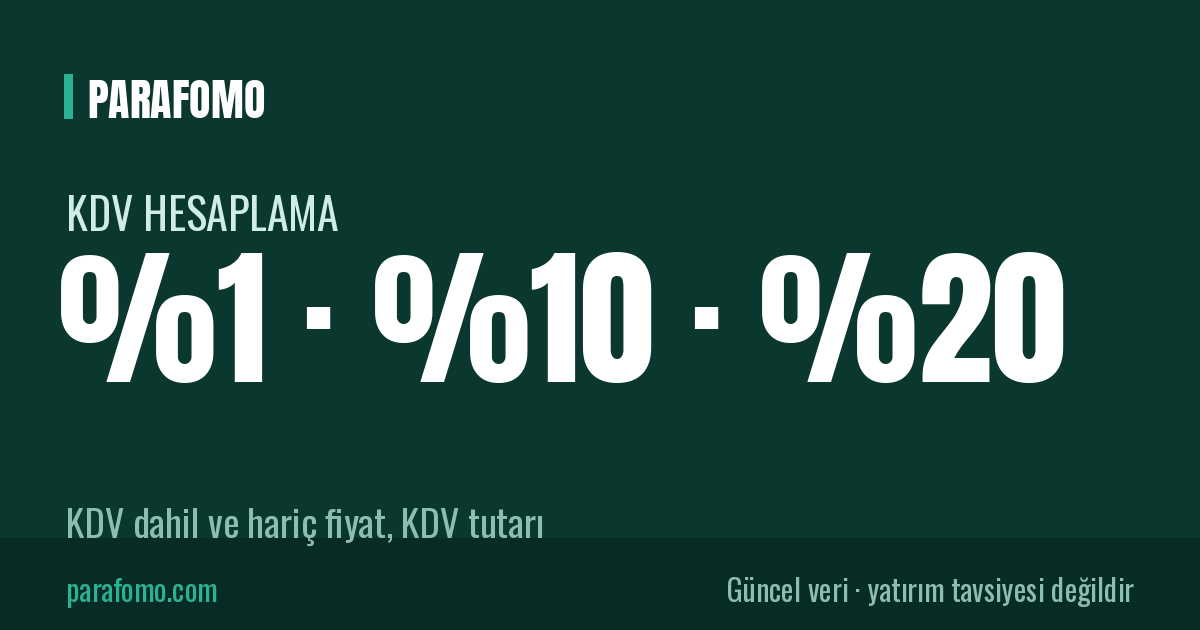 PARAFOMO
KDV HESAPLAMA
%1 · %10 · %20
KDV dahil ve hariç fiyat, KDV tutarı
parafomo.com
Güncel veri · yatırım tavsiyesi değildir